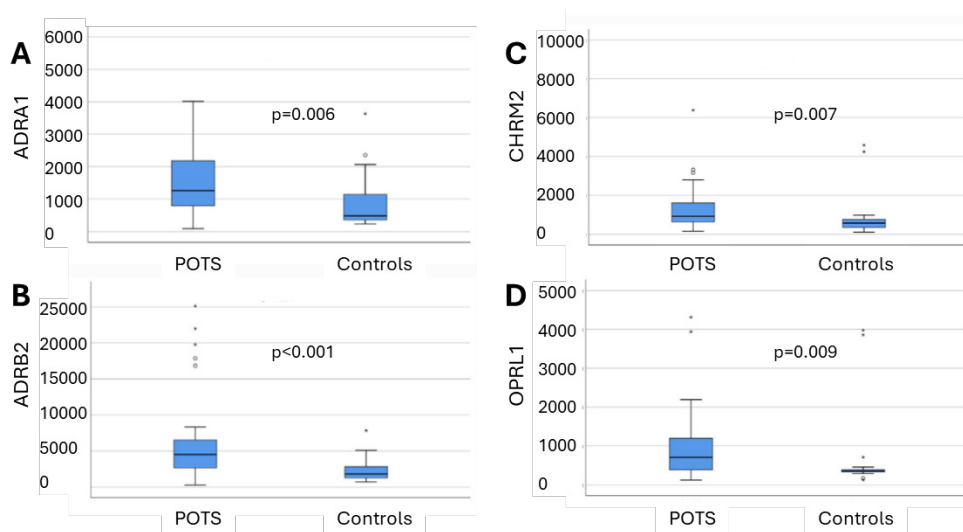 A
ADRA1
6000
5000
4000
3000
2000
1000
0
p=0.006
POTS Controls
B
ADRB2
25000
20000
15000
10000
5000
0
p<0.001
POTS Controls
C
CHRM2
10000
8000
6000
4000
2000
0
p=0.007
POTS Controls
D
OPRL1
5000
4000
3000
2000
1000
0
p=0.009
POTS Controls